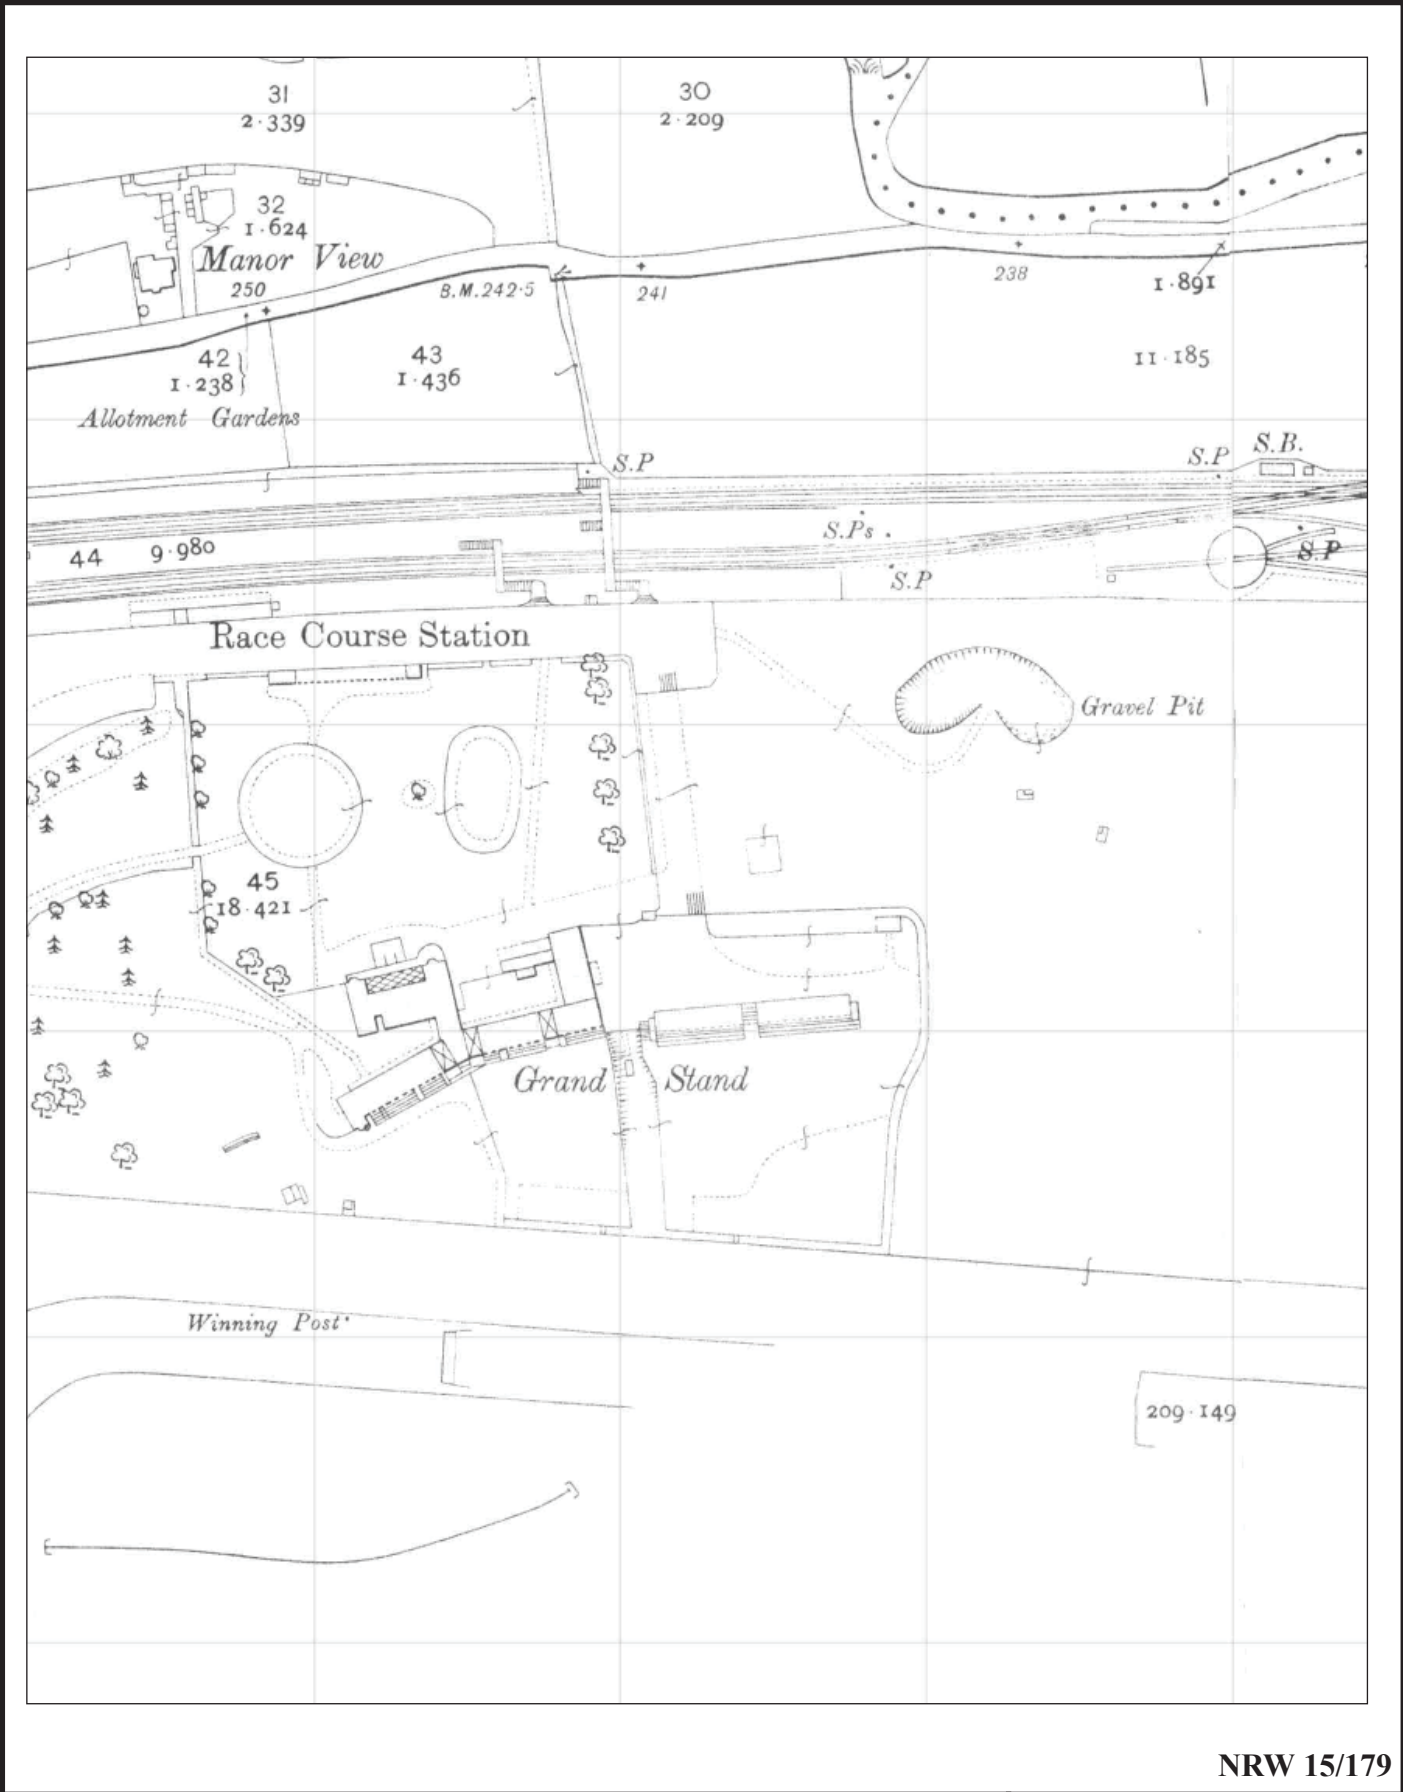 31
2·339
30
2·209
32
1·624
Manor View
250
B.M.242·5
241
238
1·891
42
1·238
43
1·436
11·185
Allotment Gardens
S.P
S.P
S.B.
S.Ps
S.P
S.P
44 9·980
Race Course Station
Gravel Pit
45
18·421
Grand Stand
Winning Post
209·149
NRW 15/179